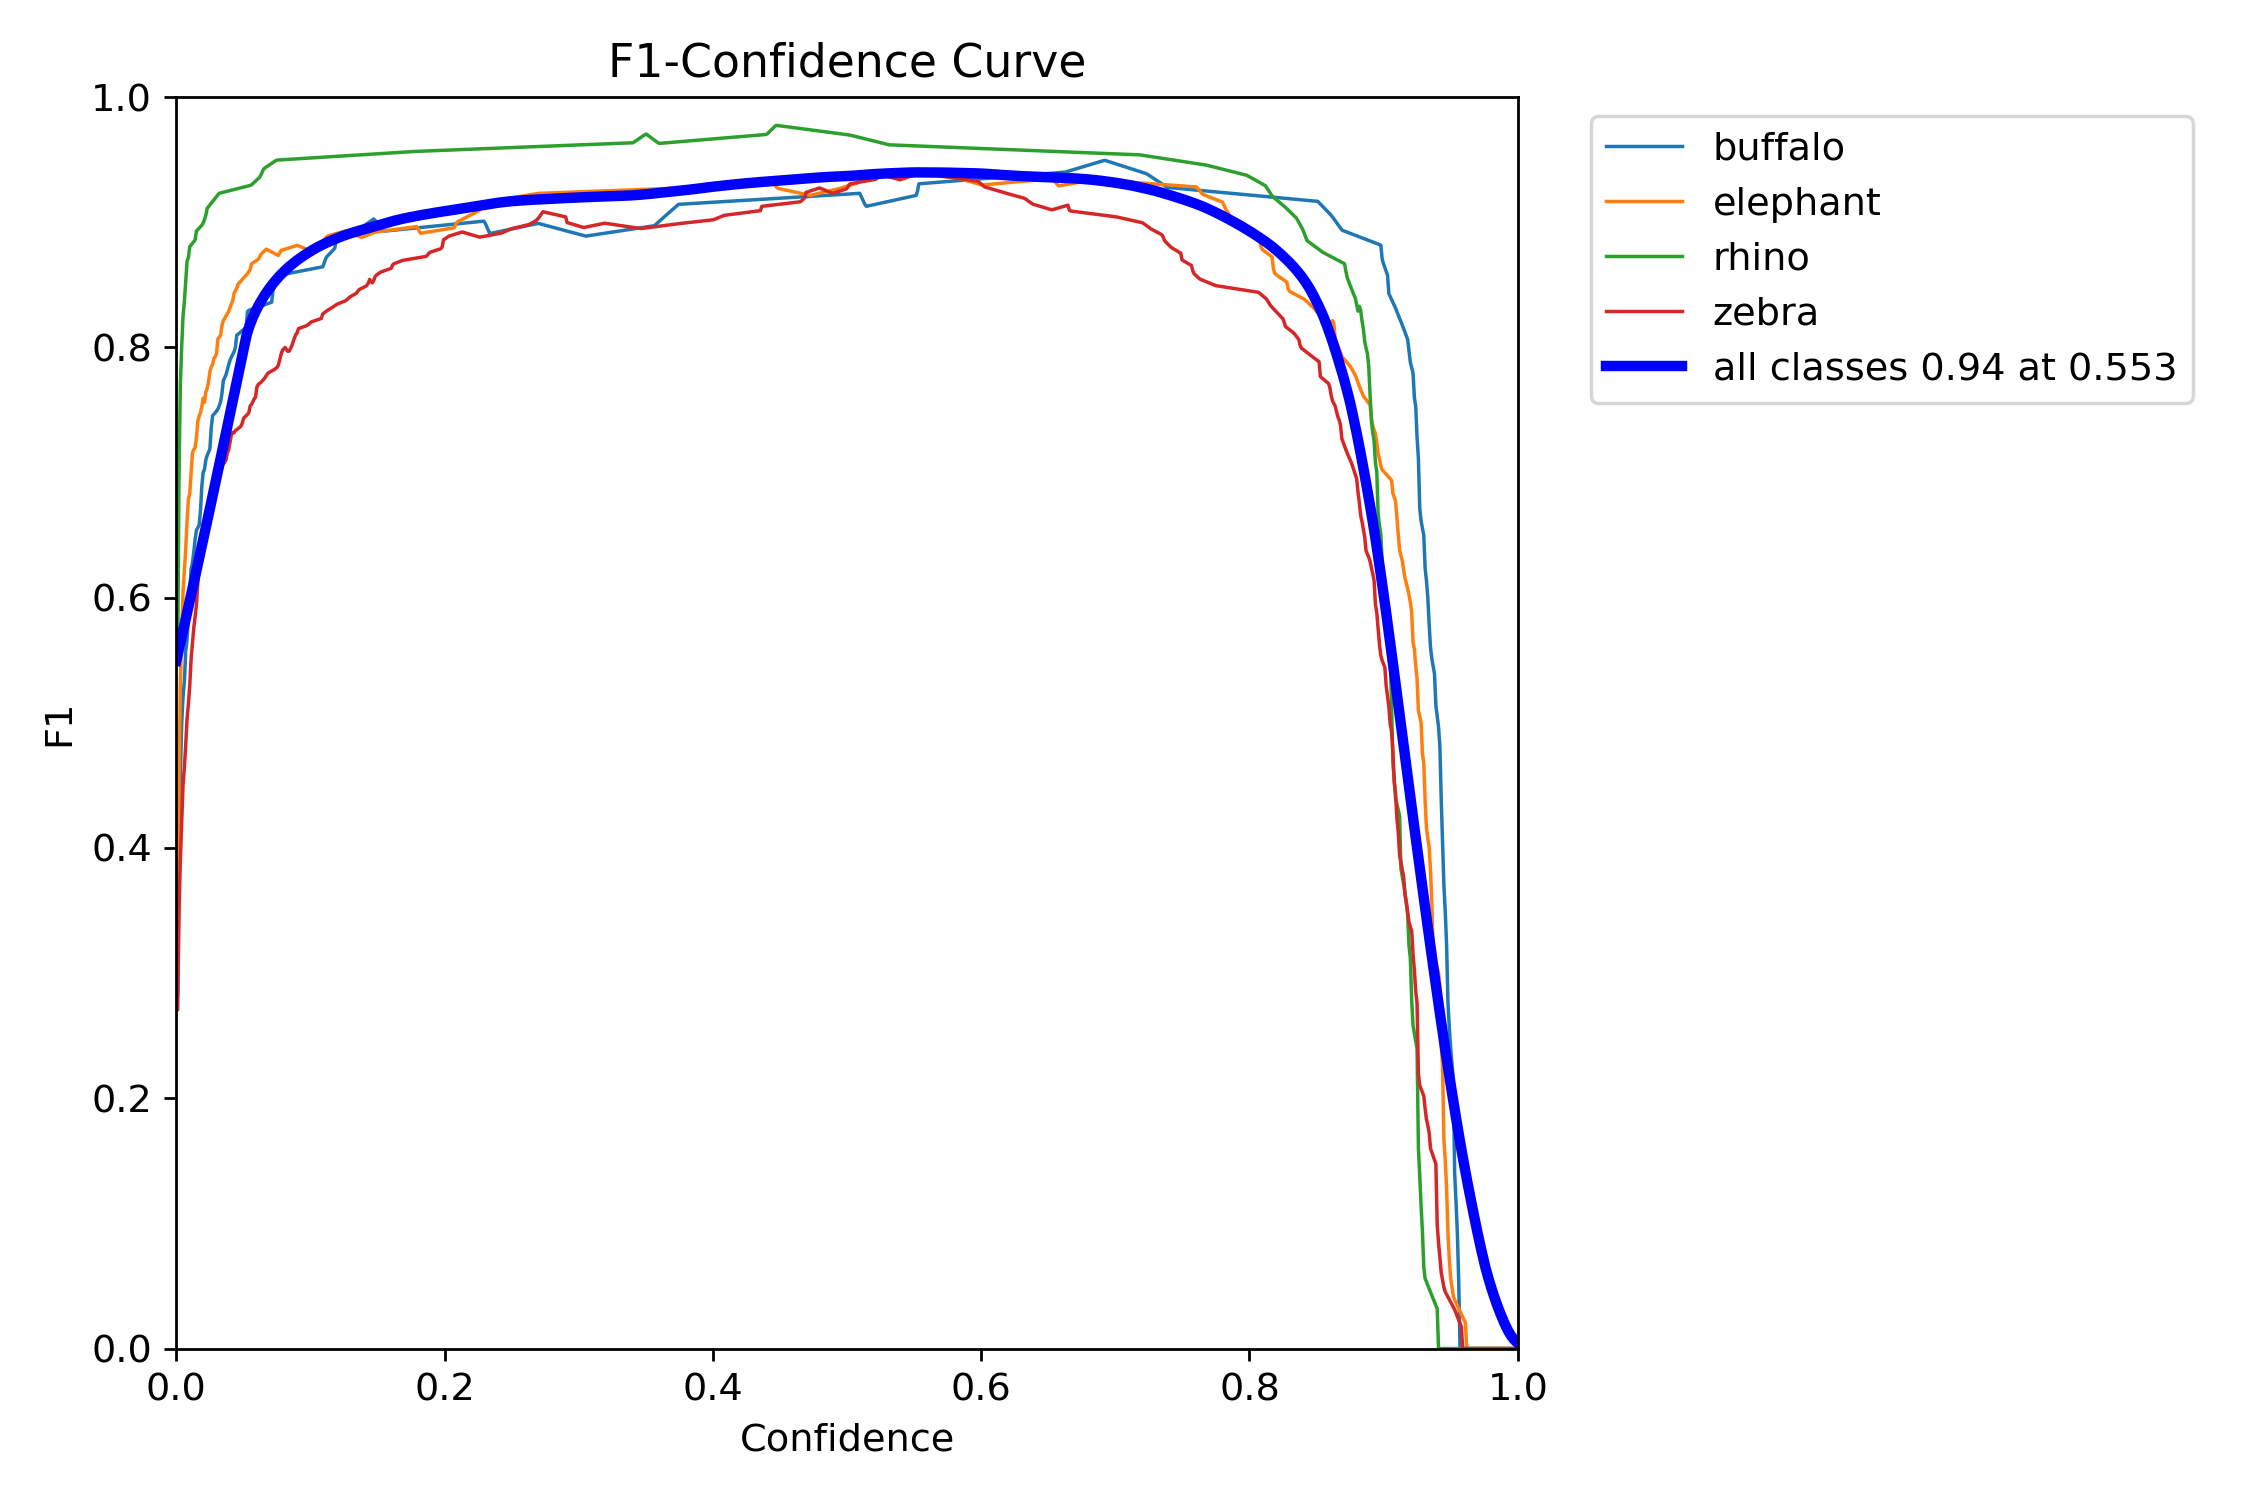 F1-Confidence Curve
1.0
0.8
0.6
0.4
0.2
0.0
F1
0.0 0.2 0.4 0.6 0.8 1.0
Confidence
buffalo
elephant
rhino
zebra
all classes 0.94 at 0.553